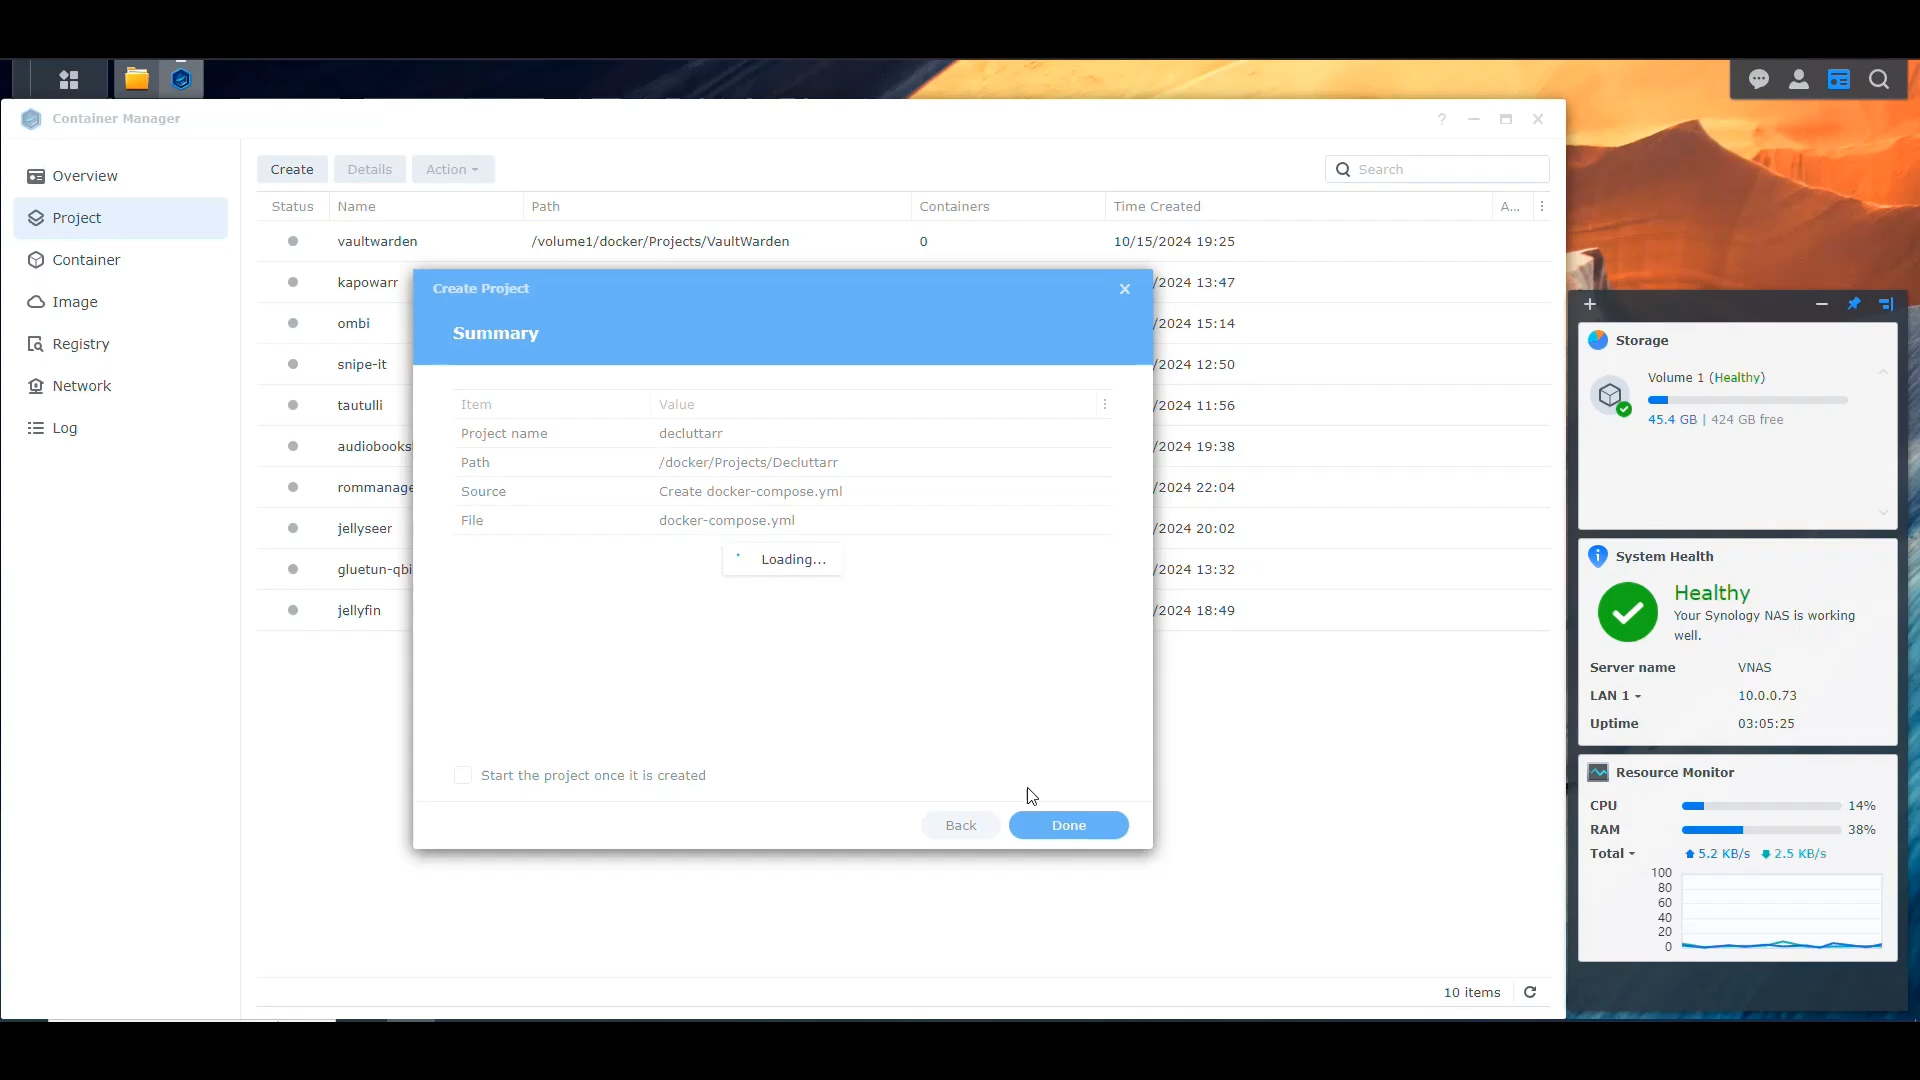 Container Manager
?
Overview
Project
Container
Image
Registry
Network
Log
Create Details Action
Search
Status Name Path Containers Time Created A...
vaultwarden /volume1/docker/Projects/VaultWarden 0 10/15/2024 19:25
kapowarr /2024 13:47
ombi /2024 15:14
snipe-it /2024 12:50
tautulli /2024 11:56
audiobooks /2024 19:38
rommanage /2024 22:04
jellyseer /2024 20:02
gluetun-qbi /2024 13:32
jellyfin /2024 18:49
10 items
Create Project
Summary
Item Value
Project name decluttarr
Path /docker/Projects/Decluttarr
Source Create docker-compose.yml
File docker-compose.yml
Loading...
Start the project once it is created
Back Done
Storage
Volume 1 (Healthy)
45.4 GB | 424 GB free
System Health
Healthy
Your Synology NAS is working
well.
Server name VNAS
LAN 1 10.0.0.73
Uptime 03:05:25
Resource Monitor
CPU 14%
RAM 38%
Total 5.2 KB/s 2.5 KB/s
100
80
60
40
20
0